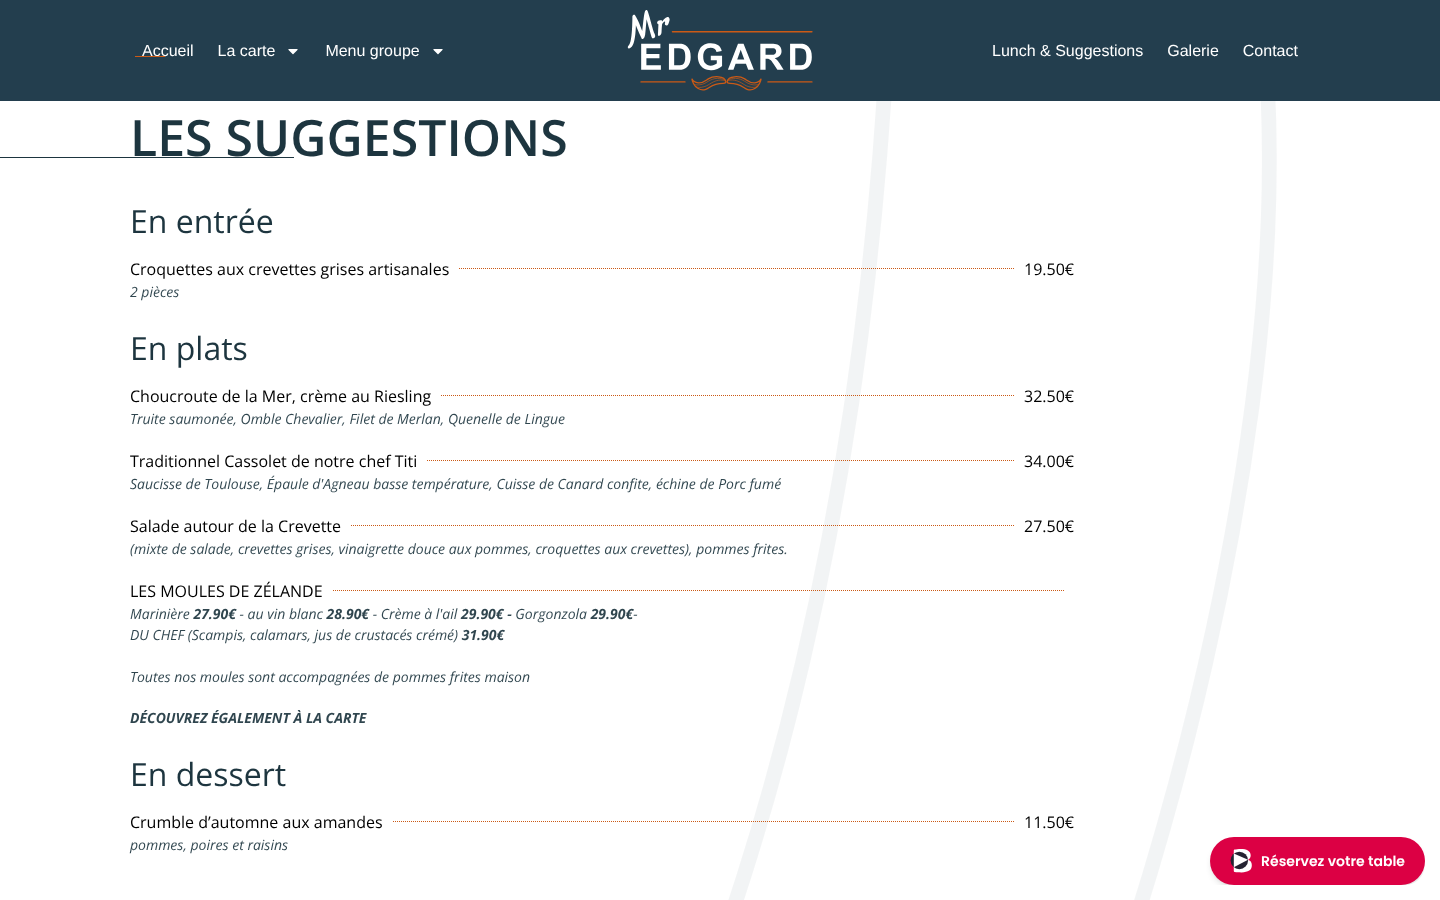 Accueil La carte Menu groupe Mr EDGARD Lunch & Suggestions Galerie Contact
LES SUGGESTIONS
En entrée
Croquettes aux crevettes grises artisanales 19.50€
2 pièces
En plats
Choucroute de la Mer, crème au Riesling 32.50€
Truite saumonée, Omble Chevalier, Filet de Merlan, Quenelle de Lingue
Traditionnel Cassolet de notre chef Titi 34.00€
Saucisse de Toulouse, Épaule d'Agneau basse température, Cuisse de Canard confite, échine de Porc fumé
Salade autour de la Crevette 27.50€
(mixte de salade, crevettes grises, vinaigrette douce aux pommes, croquettes aux crevettes), pommes frites.
LES MOULES DE ZÉLANDE
Marinière 27.90€ - au vin blanc 28.90€ - Crème à l'ail 29.90€ - Gorgonzola 29.90€-
DU CHEF (Scampis, calamars, jus de crustacés crémé) 31.90€
Toutes nos moules sont accompagnées de pommes frites maison
DÉCOUVREZ ÉGALEMENT À LA CARTE
En dessert
Crumble d’automne aux amandes 11.50€
pommes, poires et raisins
Réservez votre table